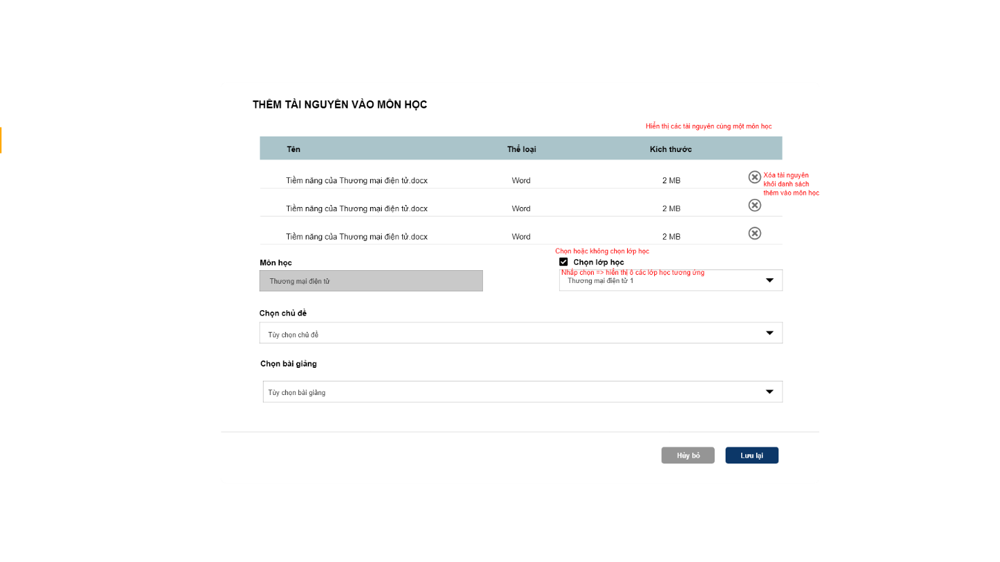 THÊM TÀI NGUYÊN VÀO MÔN HỌC
Hiển thị các tài nguyên cùng một môn học
Tên Thể loại Kích thước
Tiềm năng của Thương mại điện tử.docx Word 2 MB
Xóa tài nguyên
khỏi danh sách
thêm vào môn học
Tiềm năng của Thương mại điện tử.docx Word 2 MB
Tiềm năng của Thương mại điện tử.docx Word 2 MB
Chọn hoặc không chọn lớp học
Môn học
Chọn lớp học
Nhấp chọn => hiển thị ô các lớp học tương ứng
Thương mại điện tử
Thương mại điện tử 1
Chọn chủ đề
Tùy chọn chủ đề
Chọn bài giảng
Tùy chọn bài giảng
Hủy bỏ
Lưu lại